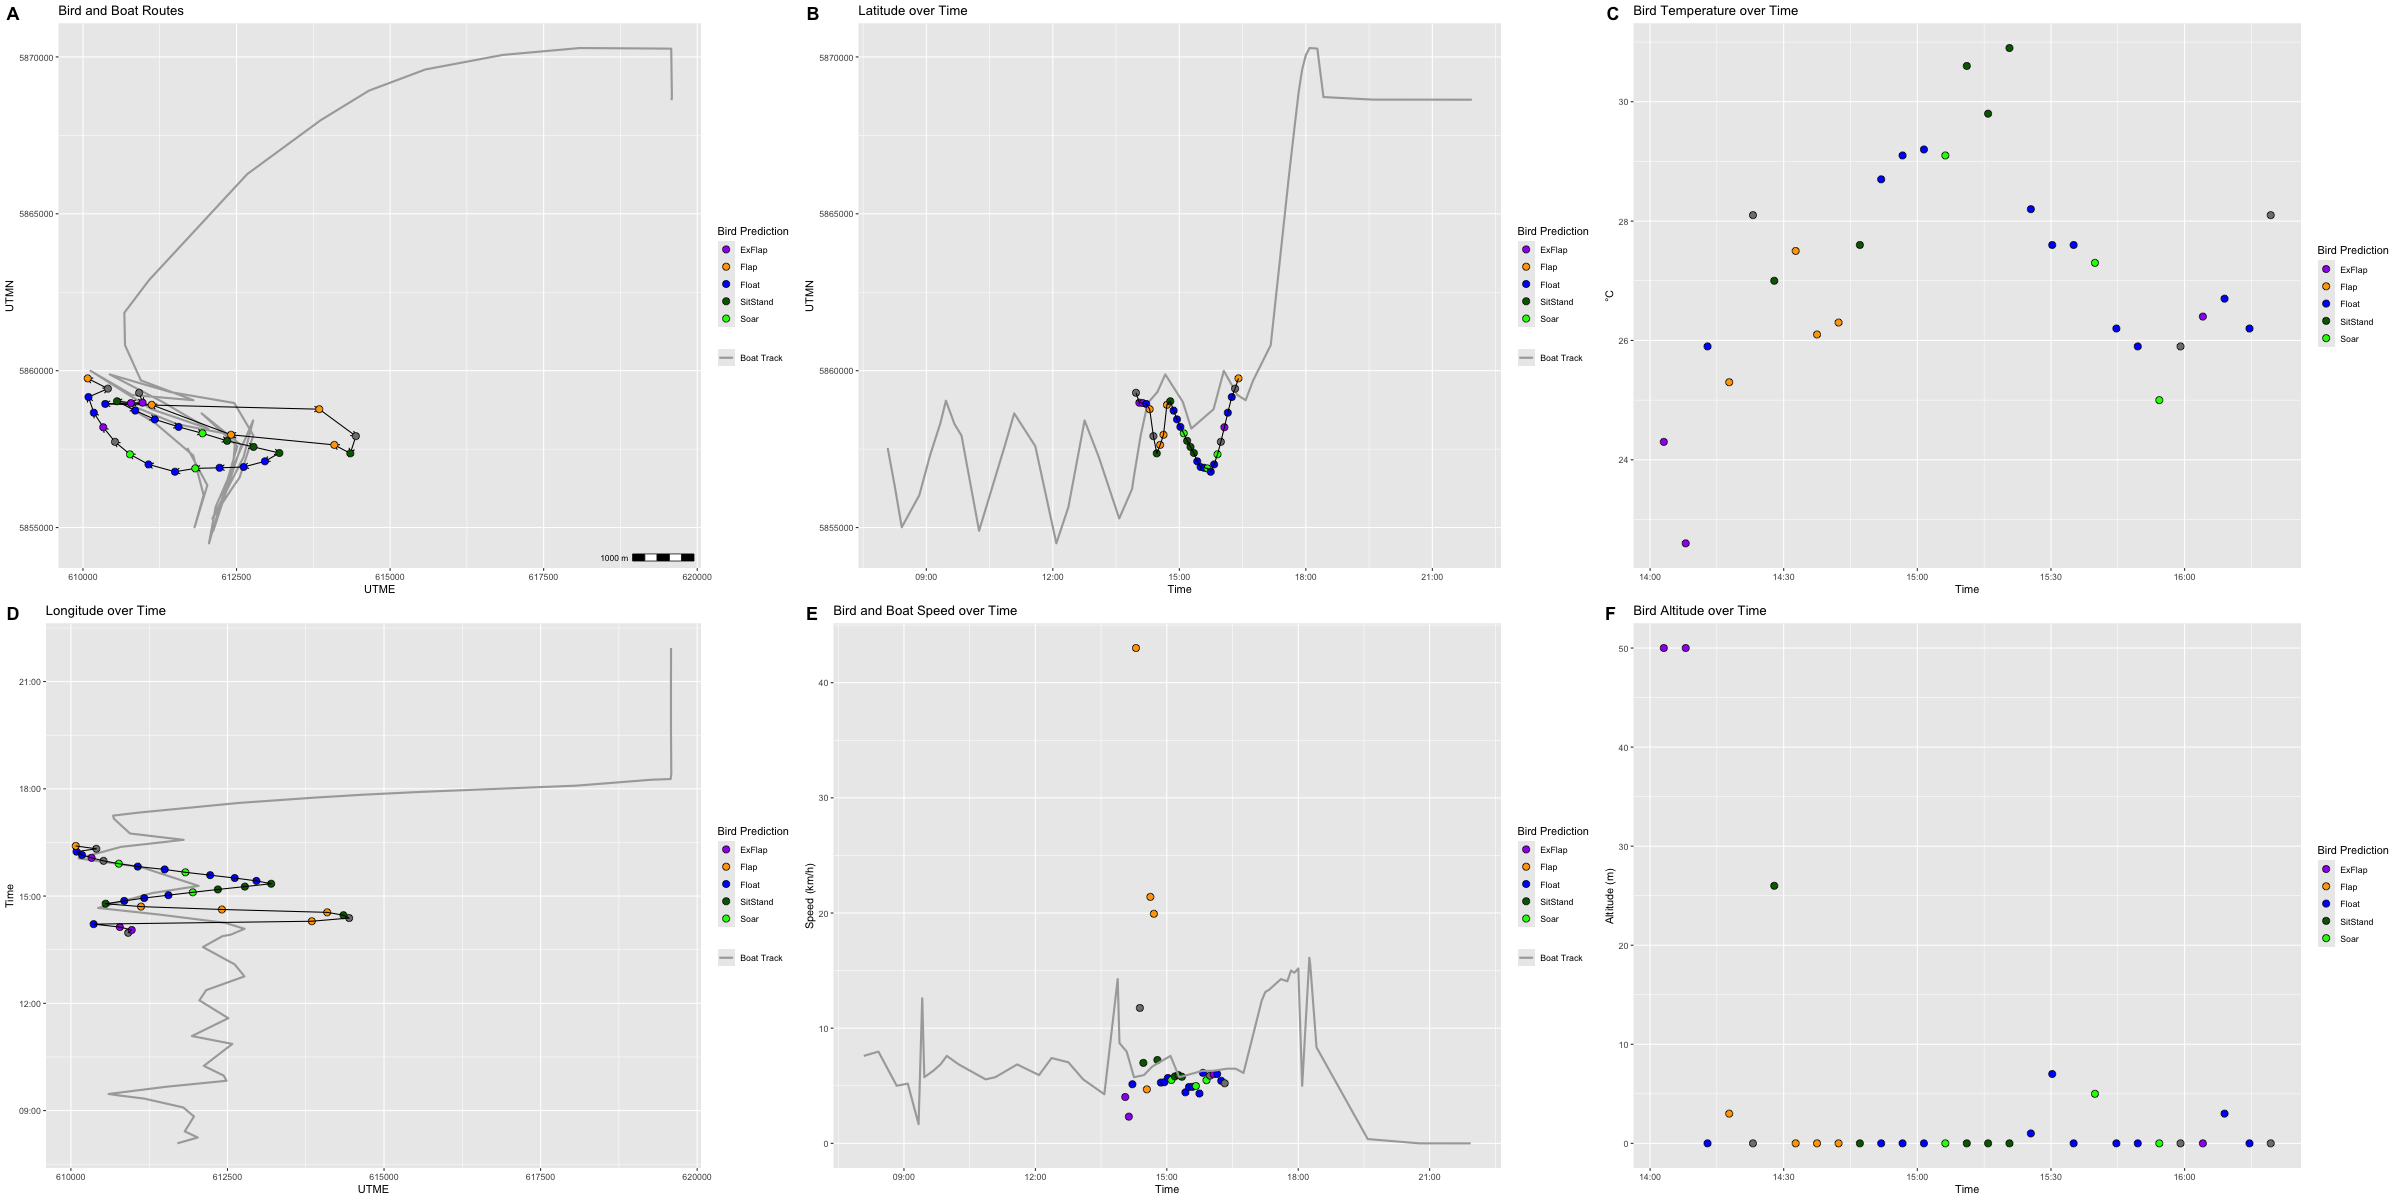 A Bird and Boat Routes
5870000
5865000
5860000
5855000
UTMN
1000 m
610000 612500 615000 617500 620000
UTME
Bird Prediction
ExFlap
Flap
Float
SitStand
Soar
Boat Track
B Latitude over Time
5870000
5865000
5860000
5855000
UTMN
09:00 12:00 15:00 18:00 21:00
Time
Bird Prediction
ExFlap
Flap
Float
SitStand
Soar
Boat Track
C Bird Temperature over Time
30
28
26
24
°C
14:00 14:30 15:00 15:30 16:00
Time
Bird Prediction
ExFlap
Flap
Float
SitStand
Soar
D Longitude over Time
21:00
18:00
15:00
12:00
09:00
Time
610000 612500 615000 617500 620000
UTME
Bird Prediction
ExFlap
Flap
Float
SitStand
Soar
Boat Track
E Bird and Boat Speed over Time
40
30
20
10
0
Speed (km/h)
09:00 12:00 15:00 18:00 21:00
Time
Bird Prediction
ExFlap
Flap
Float
SitStand
Soar
Boat Track
F Bird Altitude over Time
50
40
30
20
10
0
Altitude (m)
14:00 14:30 15:00 15:30 16:00
Time
Bird Prediction
ExFlap
Flap
Float
SitStand
Soar